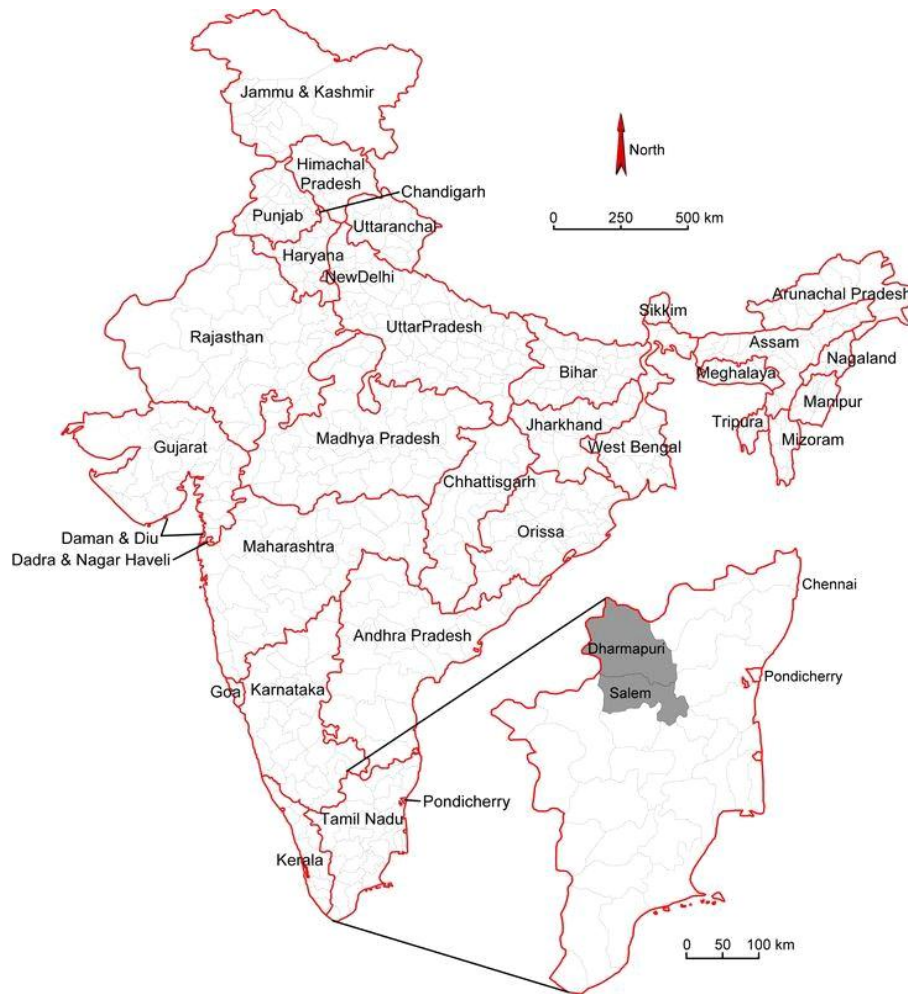 Jammu & Kashmir
North
Himachal
Pradesh
Chandigarh
Punjab
Uttaranchal
0 250 500 km
Haryana
NewDelhi
Arunachal Pradesh
Sikkim
Rajasthan
UttarPradesh
Assam
Nagaland
Bihar
Meghalaya
Manipur
Tripura
Jharkhand
Madhya Pradesh
Mizoram
Gujarat
West Bengal
Chhattisgarh
Daman & Diu
Orissa
Maharashtra
Dadra & Nagar Haveli
Chennai
Andhra Pradesh
Dharmapuri
Pondicherry
Goa
Karnataka
Salem
Pondicherry
Tamil Nadu
Kerala
0 50 100 km